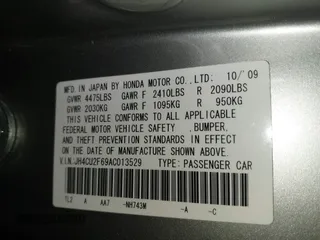 MFD. IN JAPAN BY HONDA MOTOR CO.,LTD. 10/'09
GVWR 4475LBS GAWR F 2410LBS R 2090LBS
GVWR 2030KG GAWR F 1095KG R 950KG
THIS VEHICLE CONFORMS TO ALL APPLICABLE
FEDERAL MOTOR VEHICLE SAFETY ,BUMPER,
AND THEFT PREVENTION STANDARDS IN EFFECT
ON THE DATE OF MANUFACTURE SHOWN ABOVE.
V.I.N.JH4CU2F69AC013529 TYPE: PASSENGER CAR
TL2 A AA7 -NH743M -A -C